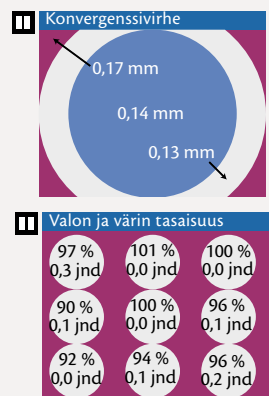 Konvergenssivirhe
0,17 mm
0,14 mm
0,13 mm
Valon ja värin tasaisuus
97 % 101 % 100 %
0,3 jnd 0,0 jnd 0,0 jnd
90 % 100 % 96 %
0,1 jnd 0,0 jnd 0,1 jnd
92 % 94 % 96 %
0,0 jnd 0,1 jnd 0,2 jnd